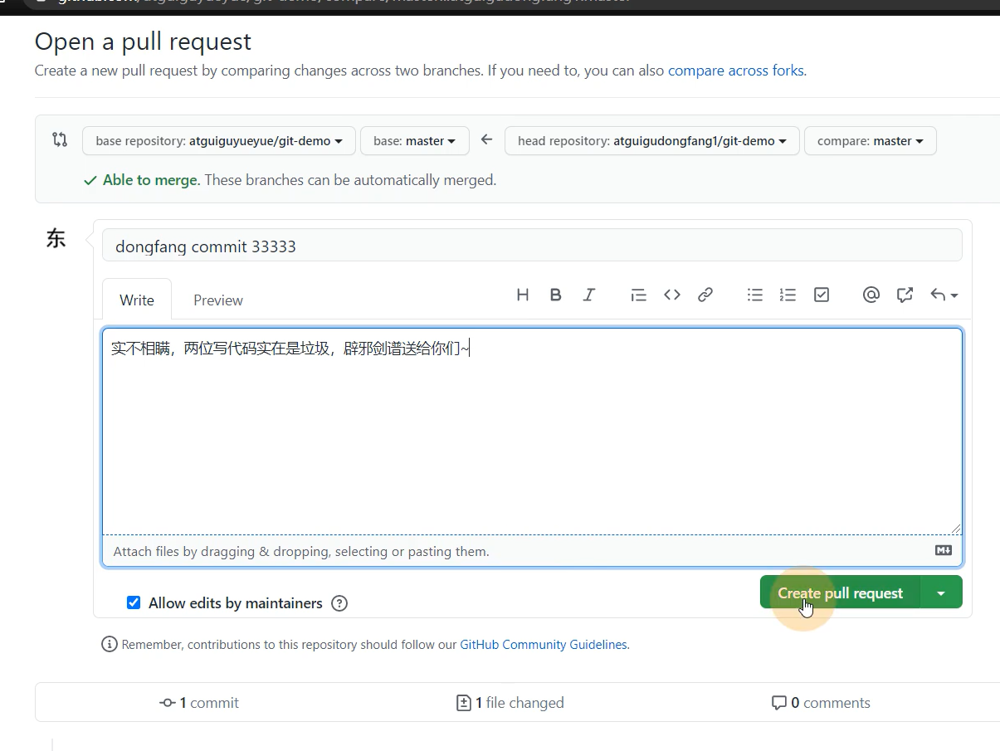 Open a pull request
Create a new pull request by comparing changes across two branches. If you need to, you can also compare across forks.
base repository: atguiguyueyue/git-demo base: master head repository: atguigudongfang1/git-demo compare: master
Able to merge. These branches can be automatically merged.
东
dongfang commit 33333
Write Preview H B I @
实不相瞒，两位写代码实在是垃圾，辟邪剑谱送给你们~
Attach files by dragging & dropping, selecting or pasting them.
Create pull request
Allow edits by maintainers ?
Remember, contributions to this repository should follow our GitHub Community Guidelines.
1 commit 1 file changed 0 comments